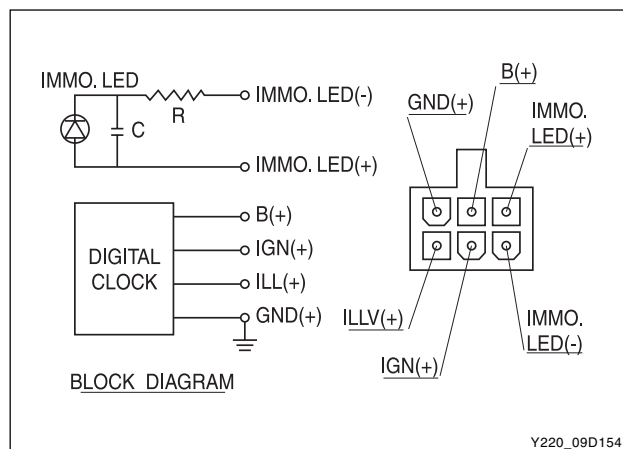 IMMO. LED
IMMO. LED(-)
R
C
IMMO. LED(+)
DIGITAL
CLOCK
B(+)
IGN(+)
ILL(+)
GND(+)
BLOCK DIAGRAM
B(+)
GND(+)
IMMO.
LED(+)
ILLV(+)
IGN(+)
IMMO.
LED(-)
Y220_09D154